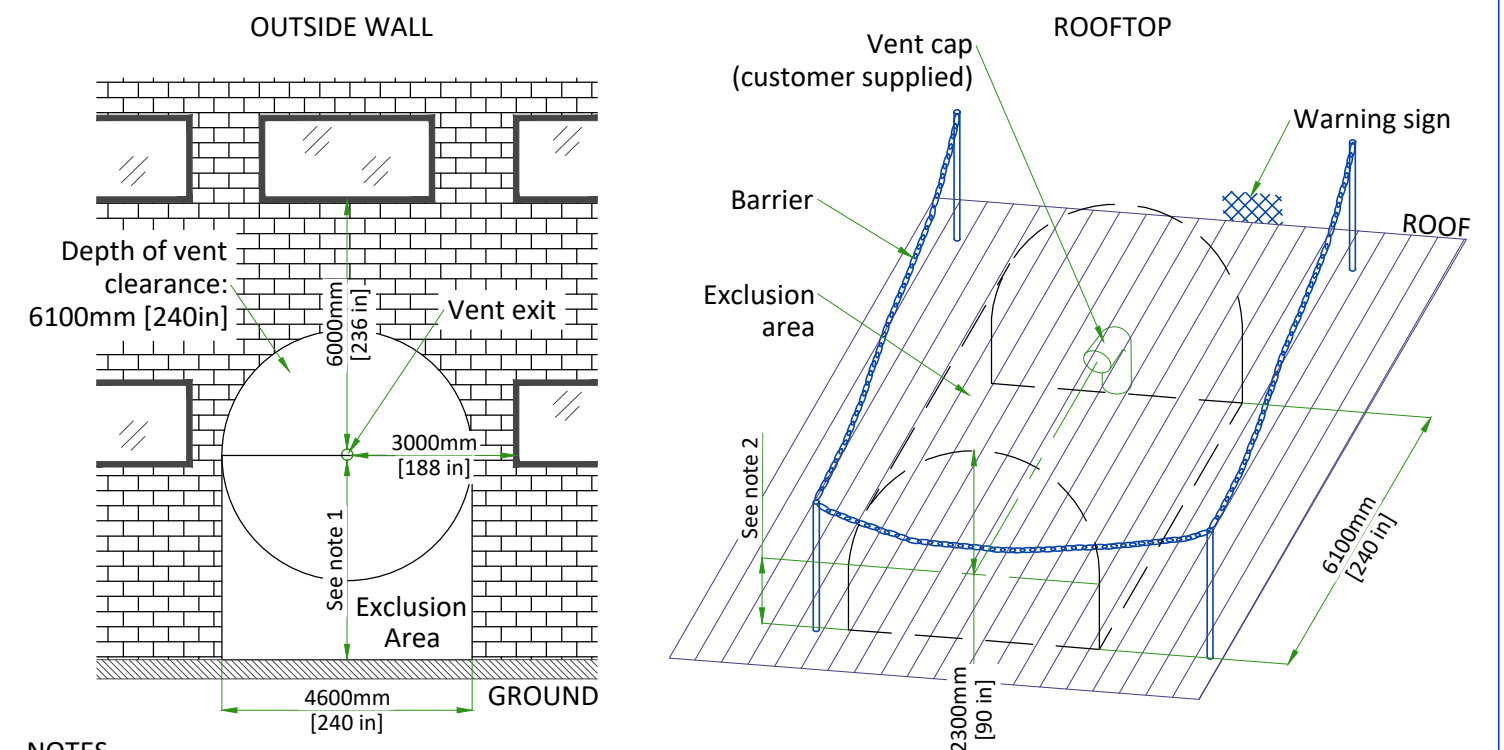 OUTSIDE WALL
Depth of vent
clearance:
6100mm [240in]
6000mm
[236 in]
Vent exit
3000mm
[188 in]
See note 1
Exclusion
Area
GROUND
4600mm
[240 in]
NOTES
ROOFTOP
Vent cap
(customer supplied)
Warning sign
Barrier
ROOF
Exclusion
area
See note 2
6100mm
[240 in]
2300mm
[90 in]